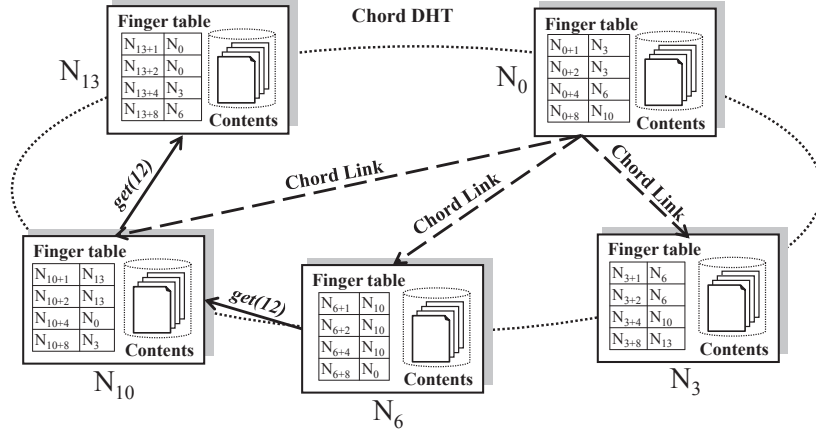 Chord DHT
Finger table
N13+1 N0
N13+2 N0
N13+4 N3
N13+8 N6
Contents
N13
Finger table
N0+1 N3
N0+2 N3
N0+4 N6
N0+8 N10
Contents
N0
get(12)
Chord Link
Chord Link
Chord Link
Finger table
N10+1 N13
N10+2 N13
N10+4 N0
N10+8 N3
Contents
N10
get(12)
Finger table
N6+1 N10
N6+2 N10
N6+4 N10
N6+8 N0
Contents
N6
Finger table
N3+1 N6
N3+2 N6
N3+4 N10
N3+8 N13
Contents
N3